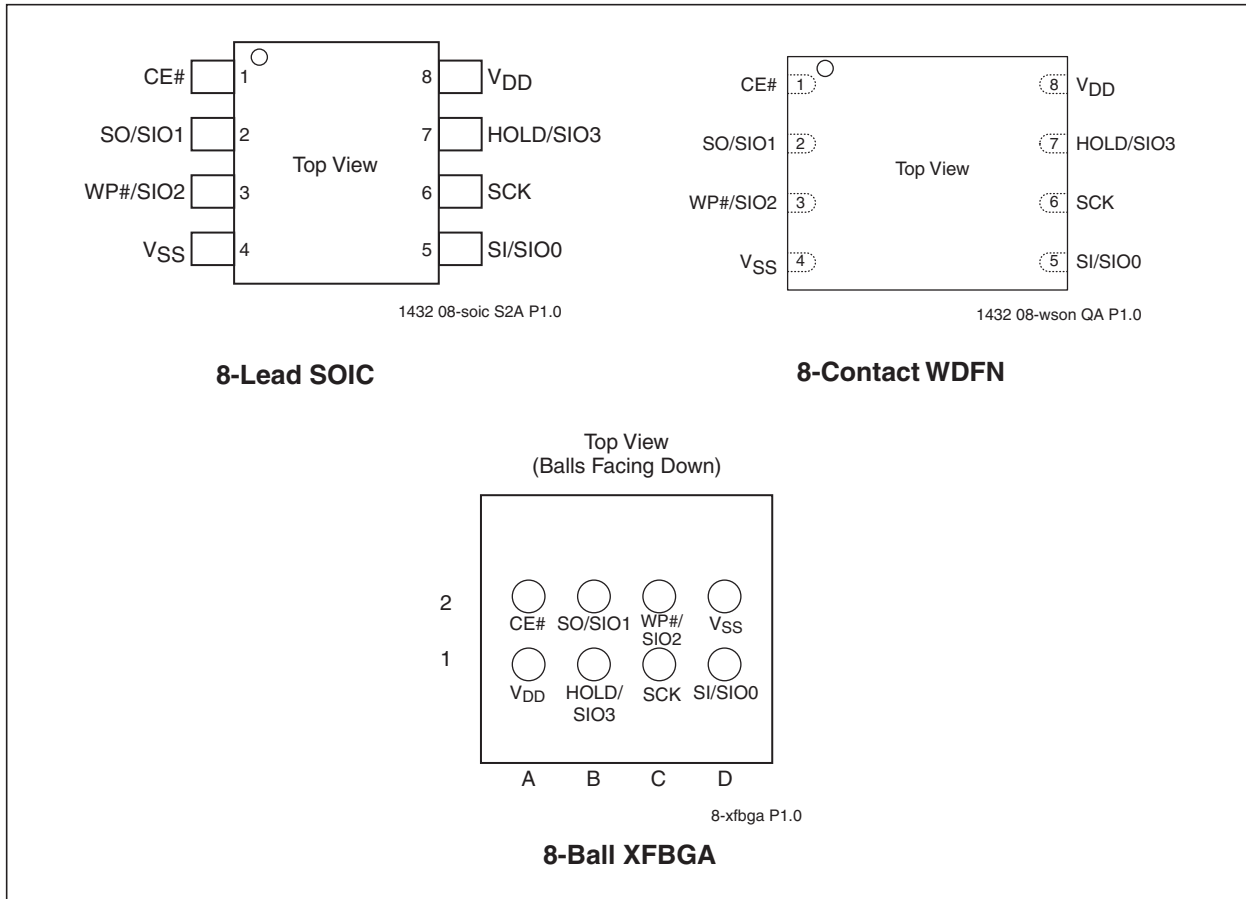 CE# 1 8 VDD
SO/SIO1 2 7 HOLD/SIO3
Top View
WP#/SIO2 3 6 SCK
VSS 4 5 SI/SIO0
1432 08-soic S2A P1.0
8-Lead SOIC
CE# 1 8 VDD
SO/SIO1 2 7 HOLD/SIO3
Top View
WP#/SIO2 3 6 SCK
VSS 4 5 SI/SIO0
1432 08-wson QA P1.0
8-Contact WDFN
Top View
(Balls Facing Down)
2
CE# SO/SIO1 WP#/ VSS
SIO2
1
VDD HOLD/ SCK SI/SIO0
SIO3
A B C D
8-xfbga P1.0
8-Ball XFBGA